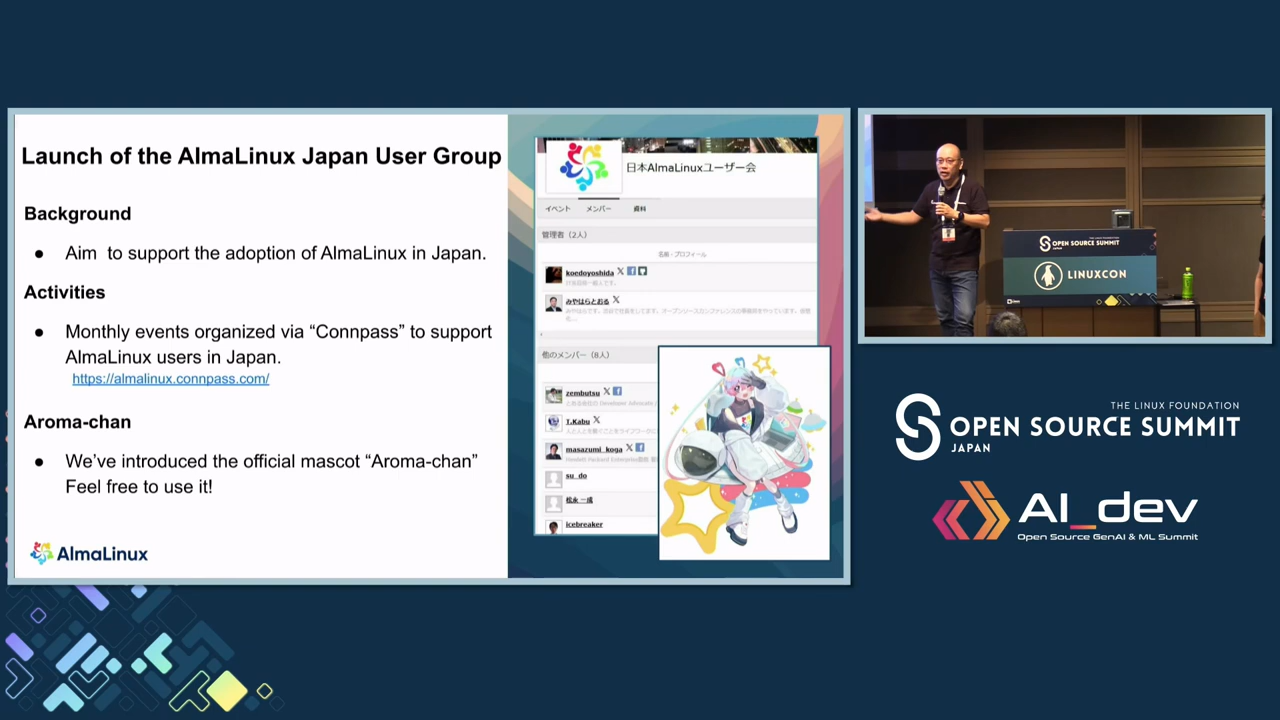 Launch of the AlmaLinux Japan User Group
Background
● Aim to support the adoption of AlmaLinux in Japan.
Activities
● Monthly events organized via “Connpass” to support
AlmaLinux users in Japan.
https://almalinux.connpass.com/
Aroma-chan
● We’ve introduced the official mascot “Aroma-chan”
Feel free to use it!
AlmaLinux
日本AlmaLinuxユーザー会
イベント メンバー 資料
管理者（2人）
名前・プロフィール
koedoyoshida
みやはらとおる
他のメンバー（8人）
zembutsu
T.Kabu
masazumi_koga
su_do
松永 一成
icebreaker
THE LINUX FOUNDATION
OPEN SOURCE SUMMIT
LINUXCON
THE LINUX FOUNDATION
OPEN SOURCE SUMMIT
JAPAN
AI_dev
Open Source GenAI & ML Summit